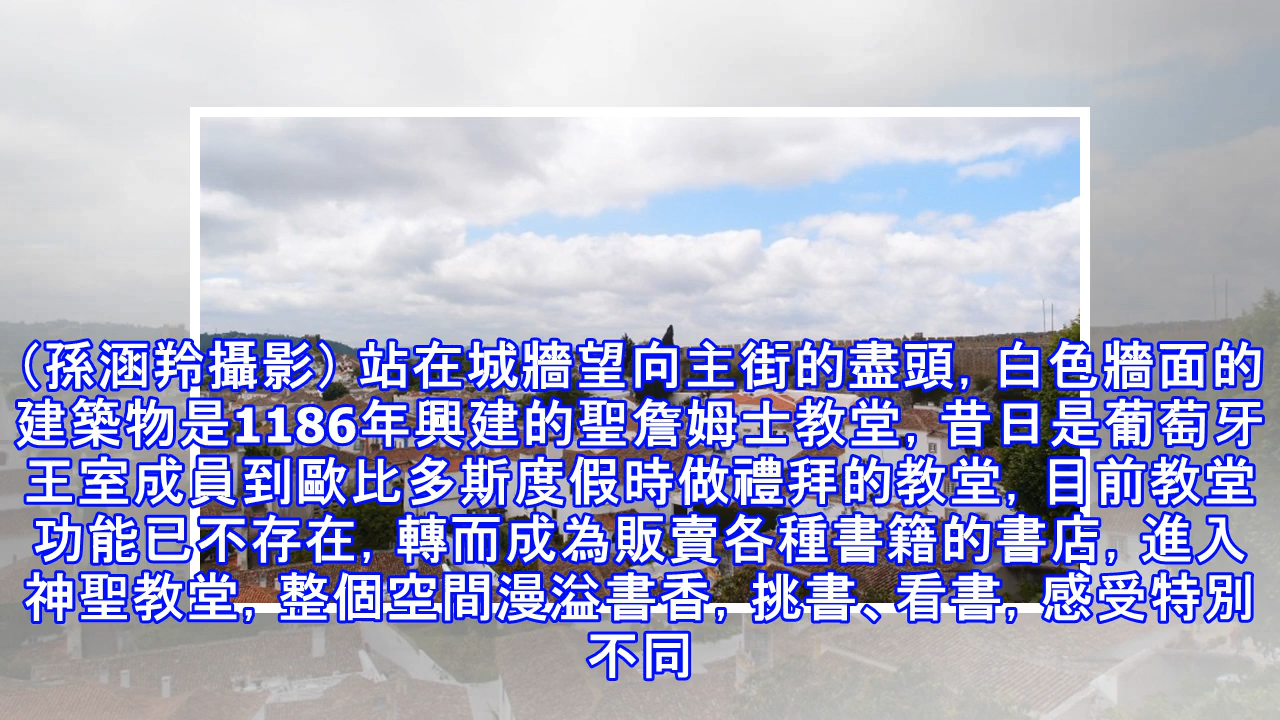 (孫涵羚攝影) 站在城牆望向主街的盡頭, 白色牆面的
建築物是1186年興建的聖詹姆士教堂, 昔日是葡萄牙
王室成員到歐比多斯度假時做禮拜的教堂, 目前教堂
功能已不存在, 轉而成為販賣各種書籍的書店, 進入
神聖教堂, 整個空間漫溢書香, 挑書、看書, 感受特別
不同